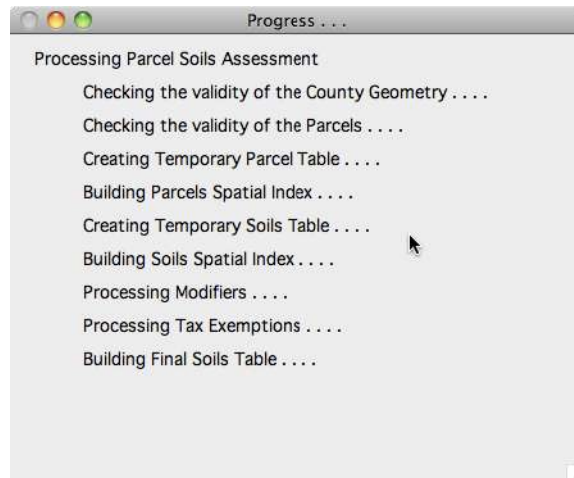 Progress . . .
Processing Parcel Soils Assessment
Checking the validity of the County Geometry . . . .
Checking the validity of the Parcels . . . .
Creating Temporary Parcel Table . . . .
Building Parcels Spatial Index . . . .
Creating Temporary Soils Table . . . .
Building Soils Spatial Index . . . .
Processing Modifiers . . . .
Processing Tax Exemptions . . . .
Building Final Soils Table . . . .